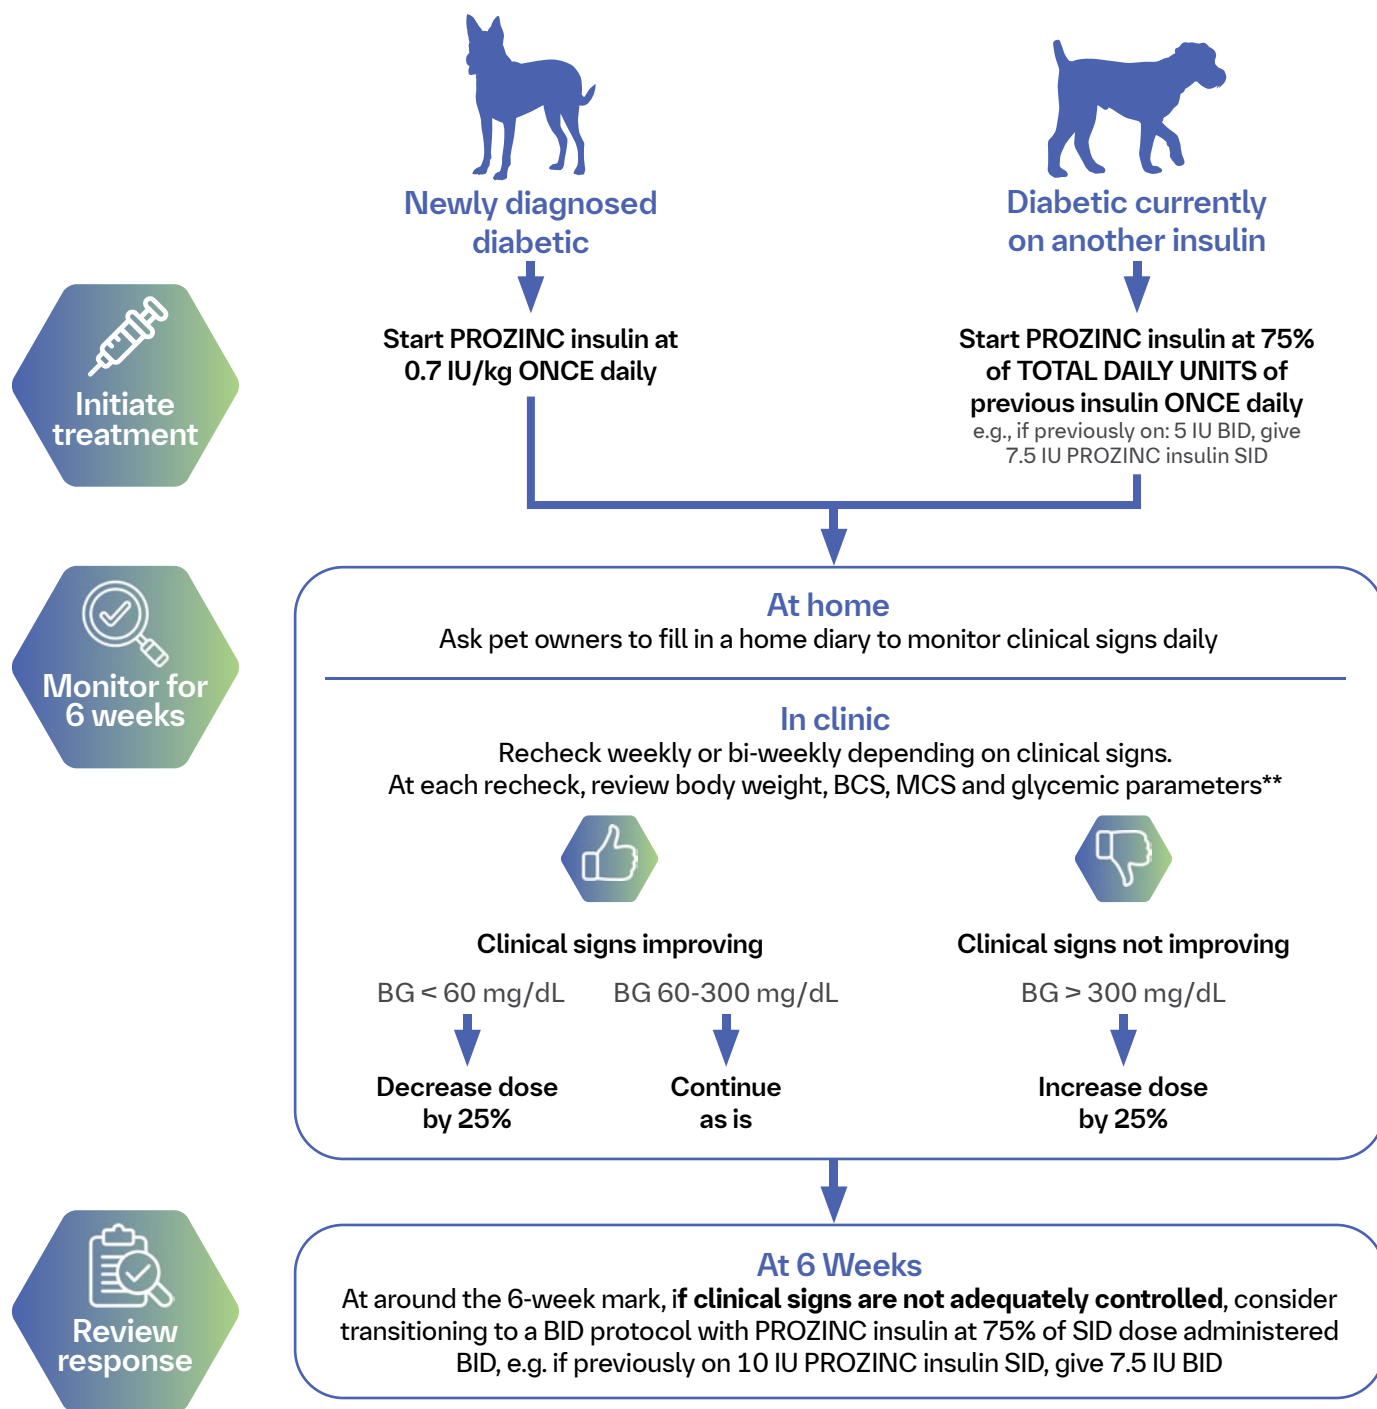 Newly diagnosed
diabetic
Diabetic currently
on another insulin
Initiate
treatment
Start PROZINC insulin at
0.7 IU/kg ONCE daily
Start PROZINC insulin at 75%
of TOTAL DAILY UNITS of
previous insulin ONCE daily
e.g., if previously on: 5 IU BID, give
7.5 IU PROZINC insulin SID
Monitor for
6 weeks
At home
Ask pet owners to fill in a home diary to monitor clinical signs daily
In clinic
Recheck weekly or bi-weekly depending on clinical signs.
At each recheck, review body weight, BCS, MCS and glycemic parameters**
Clinical signs improving
BG < 60 mg/dL
Decrease dose
by 25%
BG 60-300 mg/dL
Continue
as is
Clinical signs not improving
BG > 300 mg/dL
Increase dose
by 25%
Review
response
At 6 Weeks
At around the 6-week mark, if clinical signs are not adequately controlled, consider
transitioning to a BID protocol with PROZINC insulin at 75% of SID dose administered
BID, e.g. if previously on 10 IU PROZINC insulin SID, give 7.5 IU BID